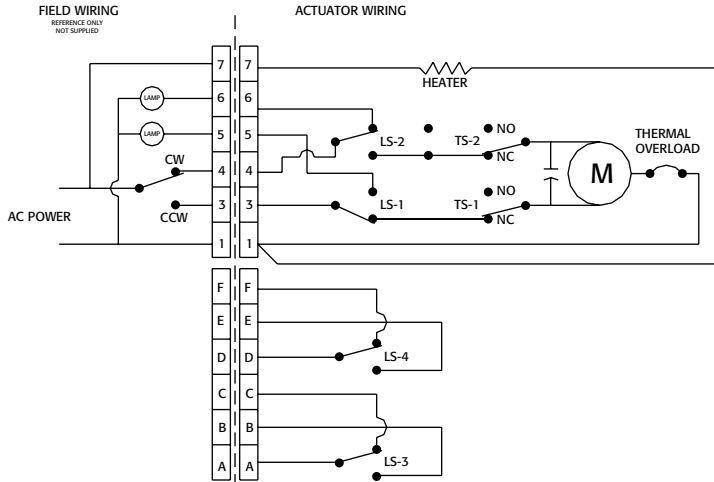 FIELD WIRING
REFERENCE ONLY
NOT SUPPLIED
ACTUATOR WIRING
7 7
HEATER
LAMP 6 6
LAMP 5 5
LS-2 TS-2 NO
NC
THERMAL
OVERLOAD
M
CW 4 4
AC POWER
CCW 3 3
LS-1 TS-1 NO
NC
1 1
F F
E E
D D LS-4
C C
B B
A A LS-3